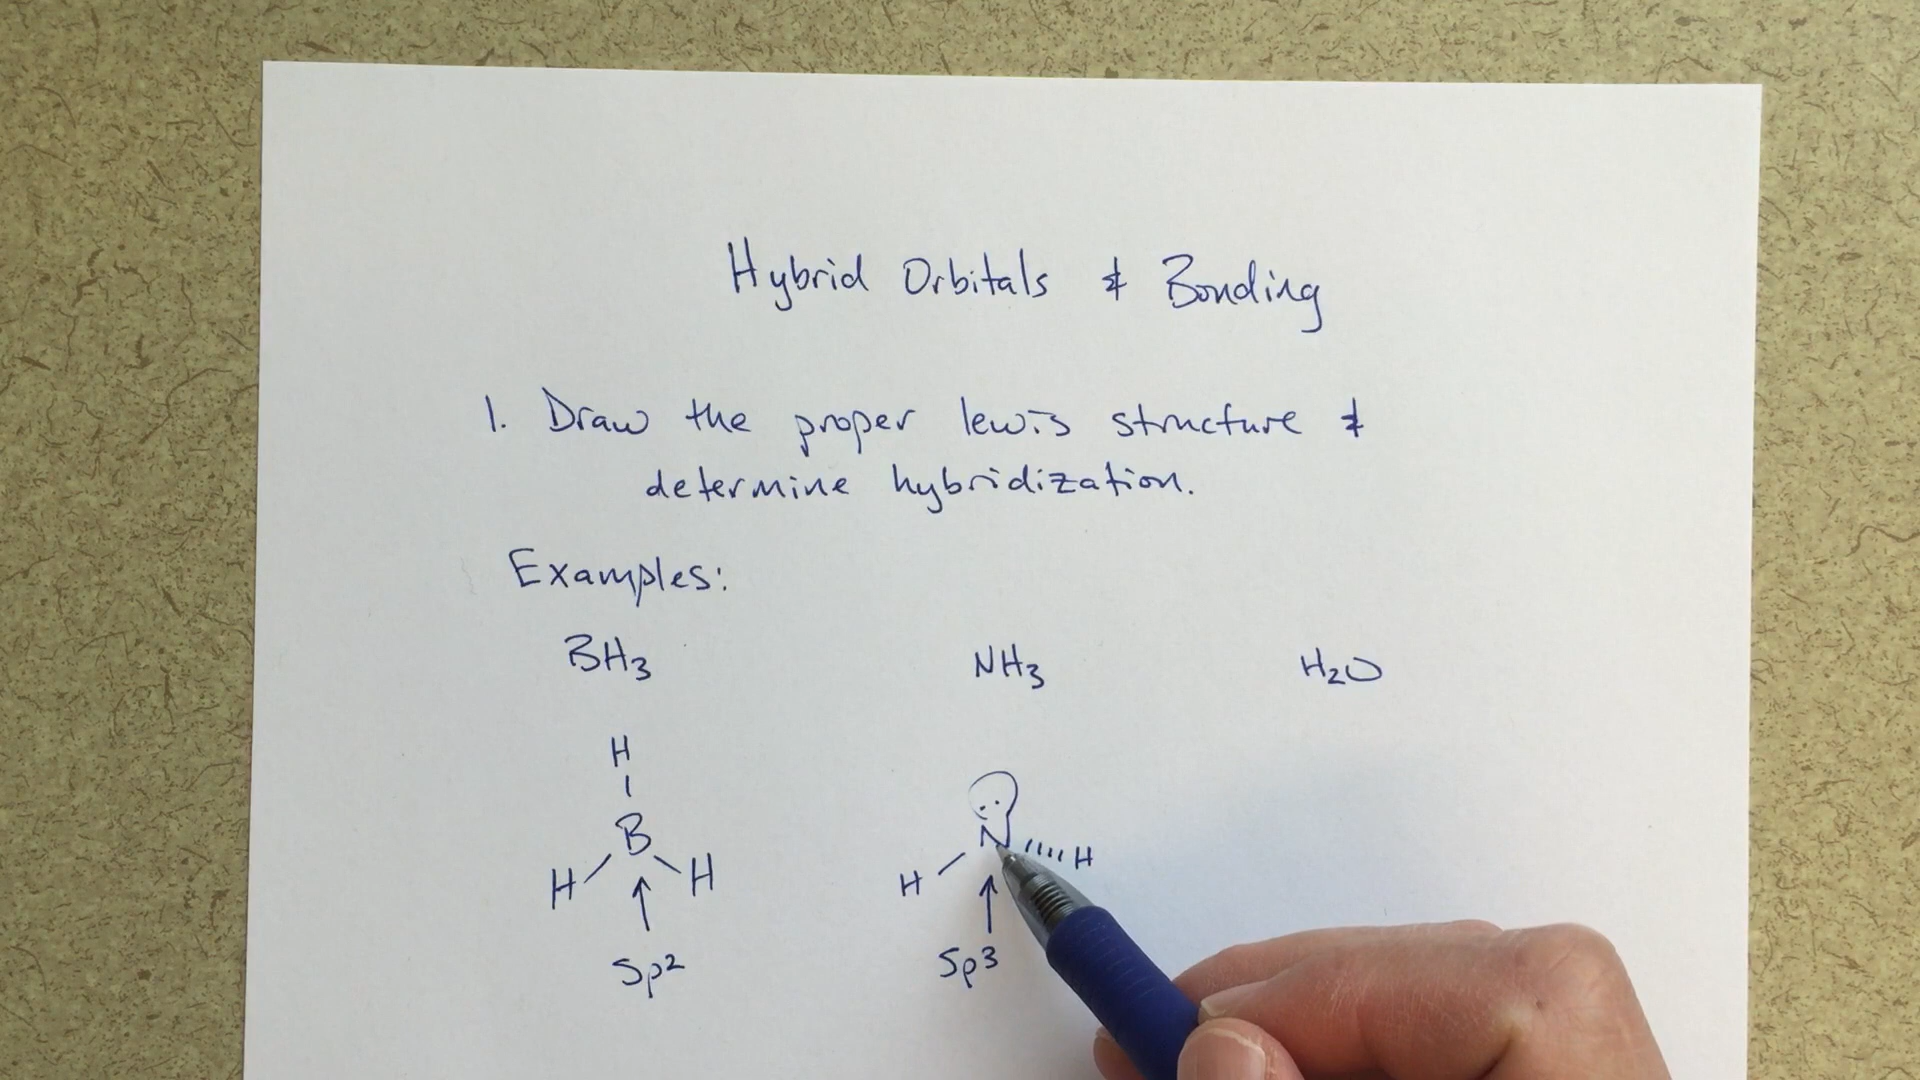 Hybrid Orbitals & Bonding
1. Draw the proper lewis structure &
determine hybridization.
Examples:
BH₃ NH₃ H₂O
H
B
H H
Sp²
N
H H
Sp³